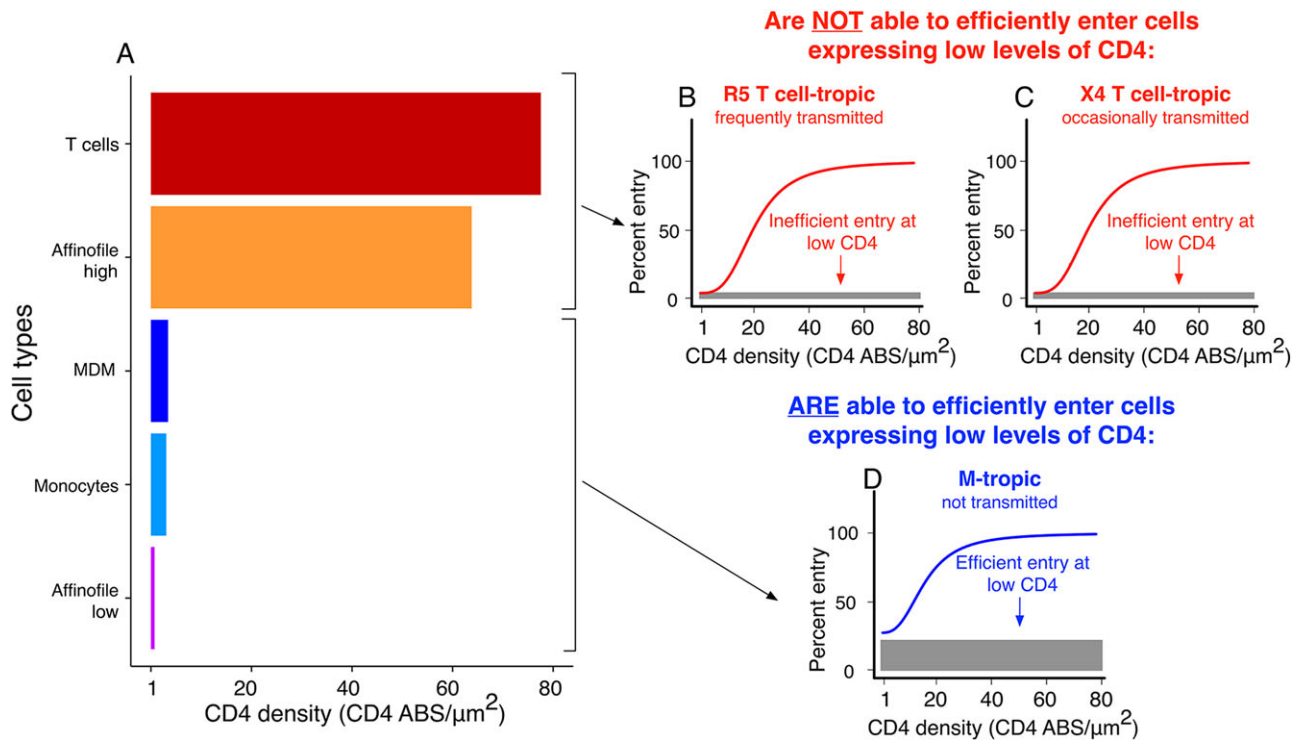 A
Cell types
T cells
Affinofile
high
MDM
Monocytes
Affinofile
low
1 20 40 60 80
CD4 density (CD4 ABS/µm²)
Are NOT able to efficiently enter cells
expressing low levels of CD4:
B
R5 T cell-tropic
frequently transmitted
Percent entry
100
50
0
Inefficient entry at
low CD4
1 20 40 60 80
CD4 density (CD4 ABS/µm²)
C
X4 T cell-tropic
occasionally transmitted
Percent entry
100
50
0
Inefficient entry at
low CD4
1 20 40 60 80
CD4 density (CD4 ABS/µm²)
ARE able to efficiently enter cells
expressing low levels of CD4:
D
M-tropic
not transmitted
Percent entry
100
50
0
Efficient entry at
low CD4
1 20 40 60 80
CD4 density (CD4 ABS/µm²)